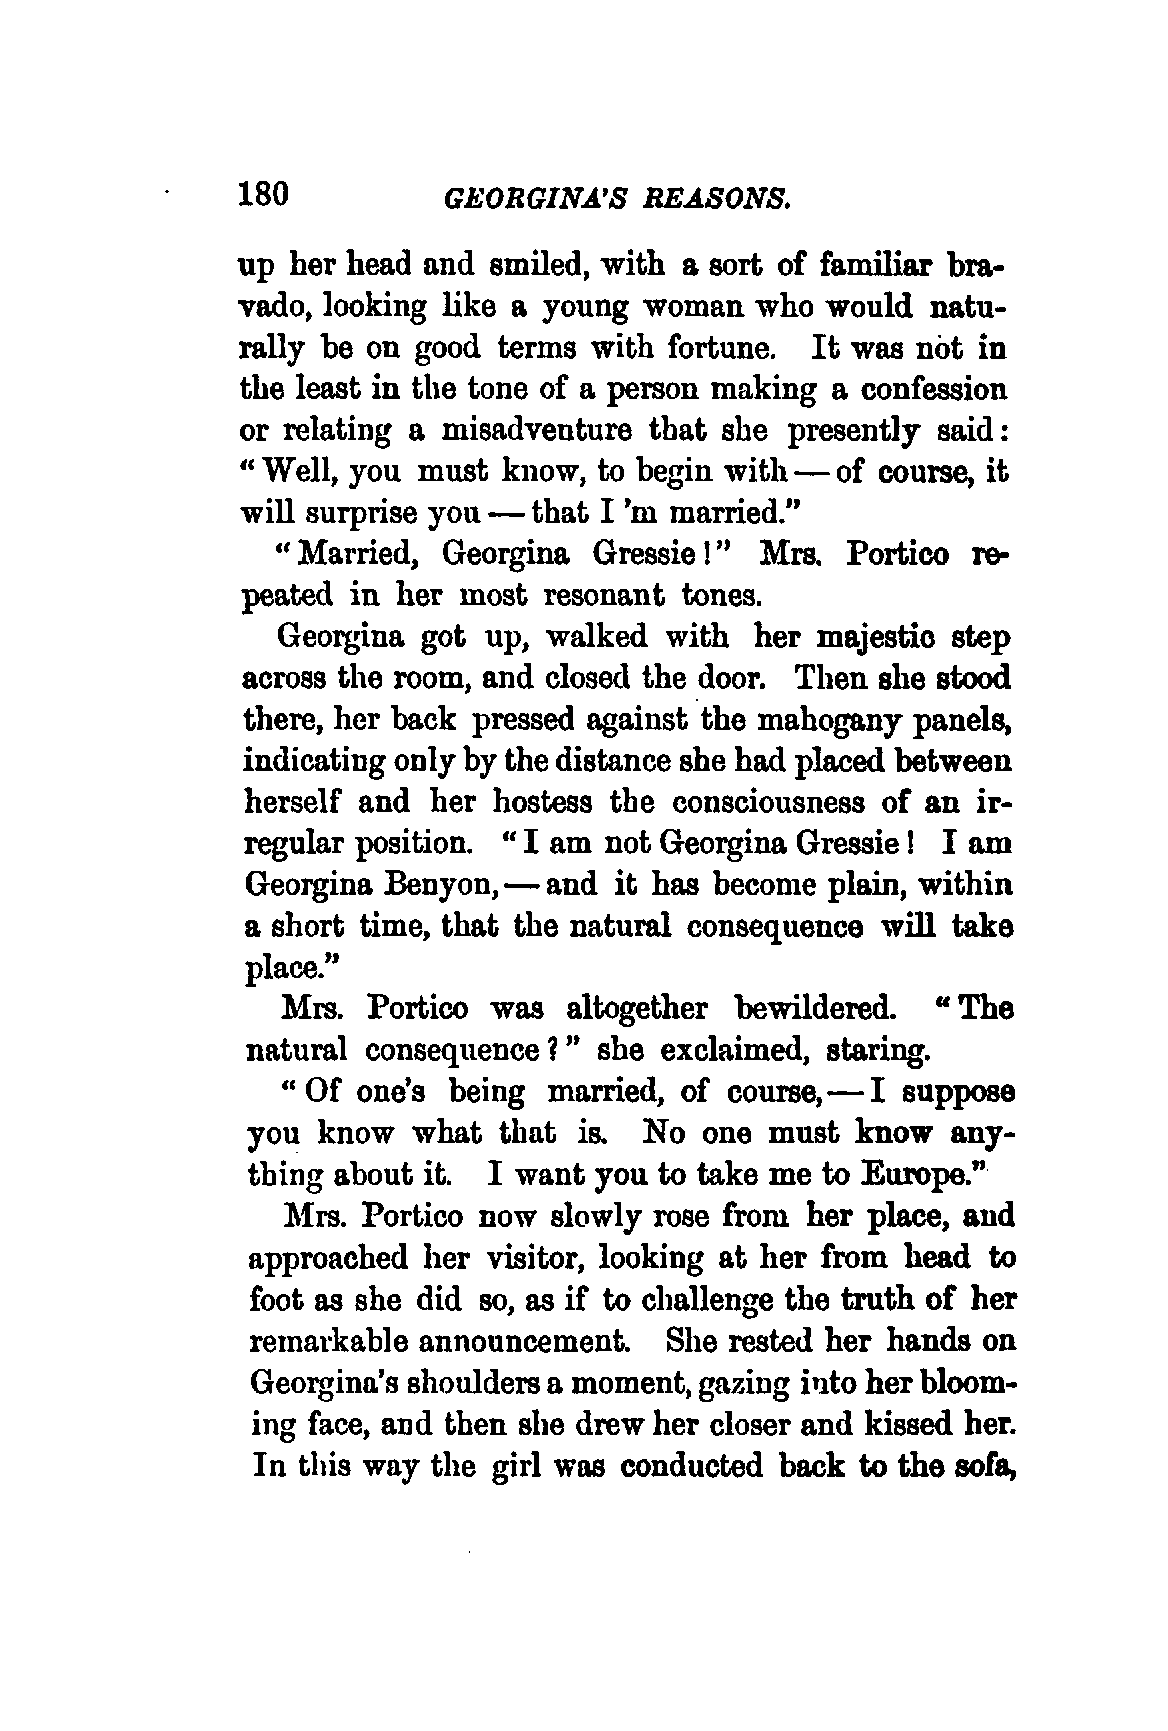 180 GEORGINA'S REASONS.
up her head and smiled, with a sort of familiar bra-
vado, looking like a young woman who would natu-
rally be on good terms with fortune. It was not in
the least in the tone of a person making a confession
or relating a misadventure that she presently said:
"Well, you must know, to begin with — of course, it
will surprise you — that I 'm married."
"Married, Georgina Gressie!" Mrs. Portico re-
peated in her most resonant tones.
Georgina got up, walked with her majestic step
across the room, and closed the door. Then she stood
there, her back pressed against the mahogany panels,
indicating only by the distance she had placed between
herself and her hostess the consciousness of an ir-
regular position. "I am not Georgina Gressie! I am
Georgina Benyon, — and it has become plain, within
a short time, that the natural consequence will take
place."
Mrs. Portico was altogether bewildered. "The
natural consequence?" she exclaimed, staring.
"Of one's being married, of course, — I suppose
you know what that is. No one must know any-
thing about it. I want you to take me to Europe."
Mrs. Portico now slowly rose from her place, and
approached her visitor, looking at her from head to
foot as she did so, as if to challenge the truth of her
remarkable announcement. She rested her hands on
Georgina's shoulders a moment, gazing into her bloom-
ing face, and then she drew her closer and kissed her.
In this way the girl was conducted back to the sofa,